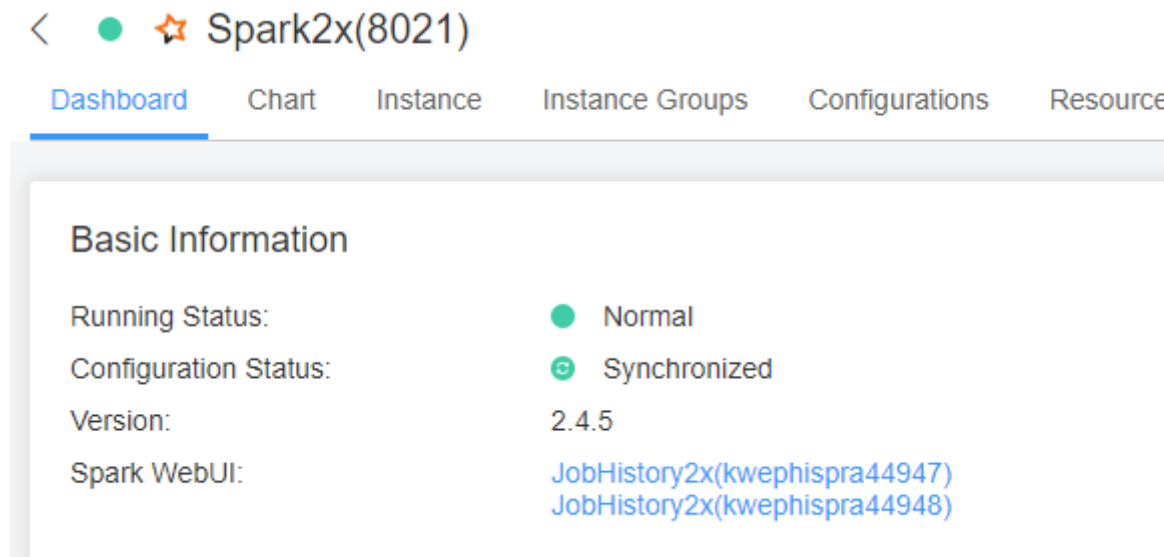 Spark2x(8021)
Dashboard Chart Instance Instance Groups Configurations Resource
Basic Information
Running Status: Normal
Configuration Status: Synchronized
Version: 2.4.5
Spark WebUI: JobHistory2x(kwephispra44947)
JobHistory2x(kwephispra44948)